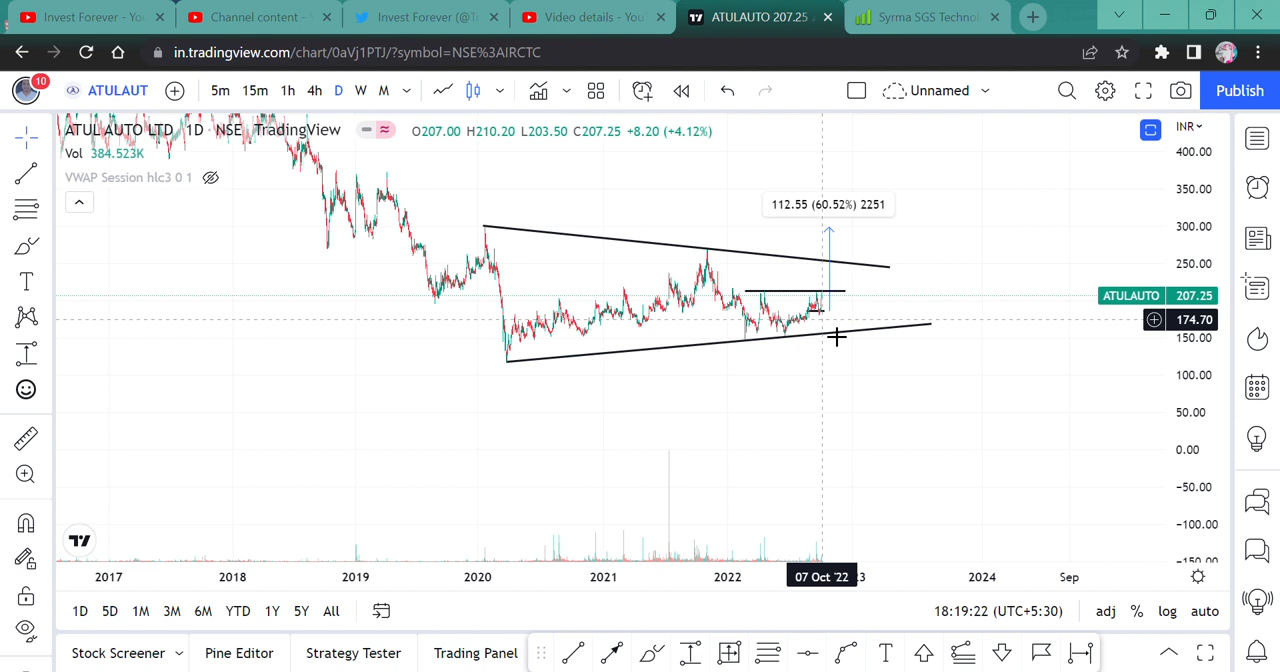 Invest Forever - You
Channel content - Y
Invest Forever (@T
Video details - You
ATULAUTO 207.25
Syrma SGS Technol
in.tradingview.com/chart/0aVj1PTJ/?symbol=NSE%3AIRCTC
10
ATULAUT
5m 15m 1h 4h D W M
Unnamed
Publish
ATUL AUTO LTD · 1D · NSE · TradingView
O207.00 H210.20 L203.50 C207.25 +8.20 (+4.12%)
INR
Vol 384.523K
VWAP Session hlc3 0 1
400.00
350.00
112.55 (60.52%) 2251
300.00
250.00
ATULAUTO 207.25
174.70
150.00
100.00
50.00
0.00
-50.00
-100.00
-150.00
2017 2018 2019 2020 2021 2022 07 Oct '22 2024 Sep
1D 5D 1M 3M 6M YTD 1Y 5Y All
18:19:22 (UTC+5:30) adj % log auto
Stock Screener Pine Editor Strategy Tester Trading Panel